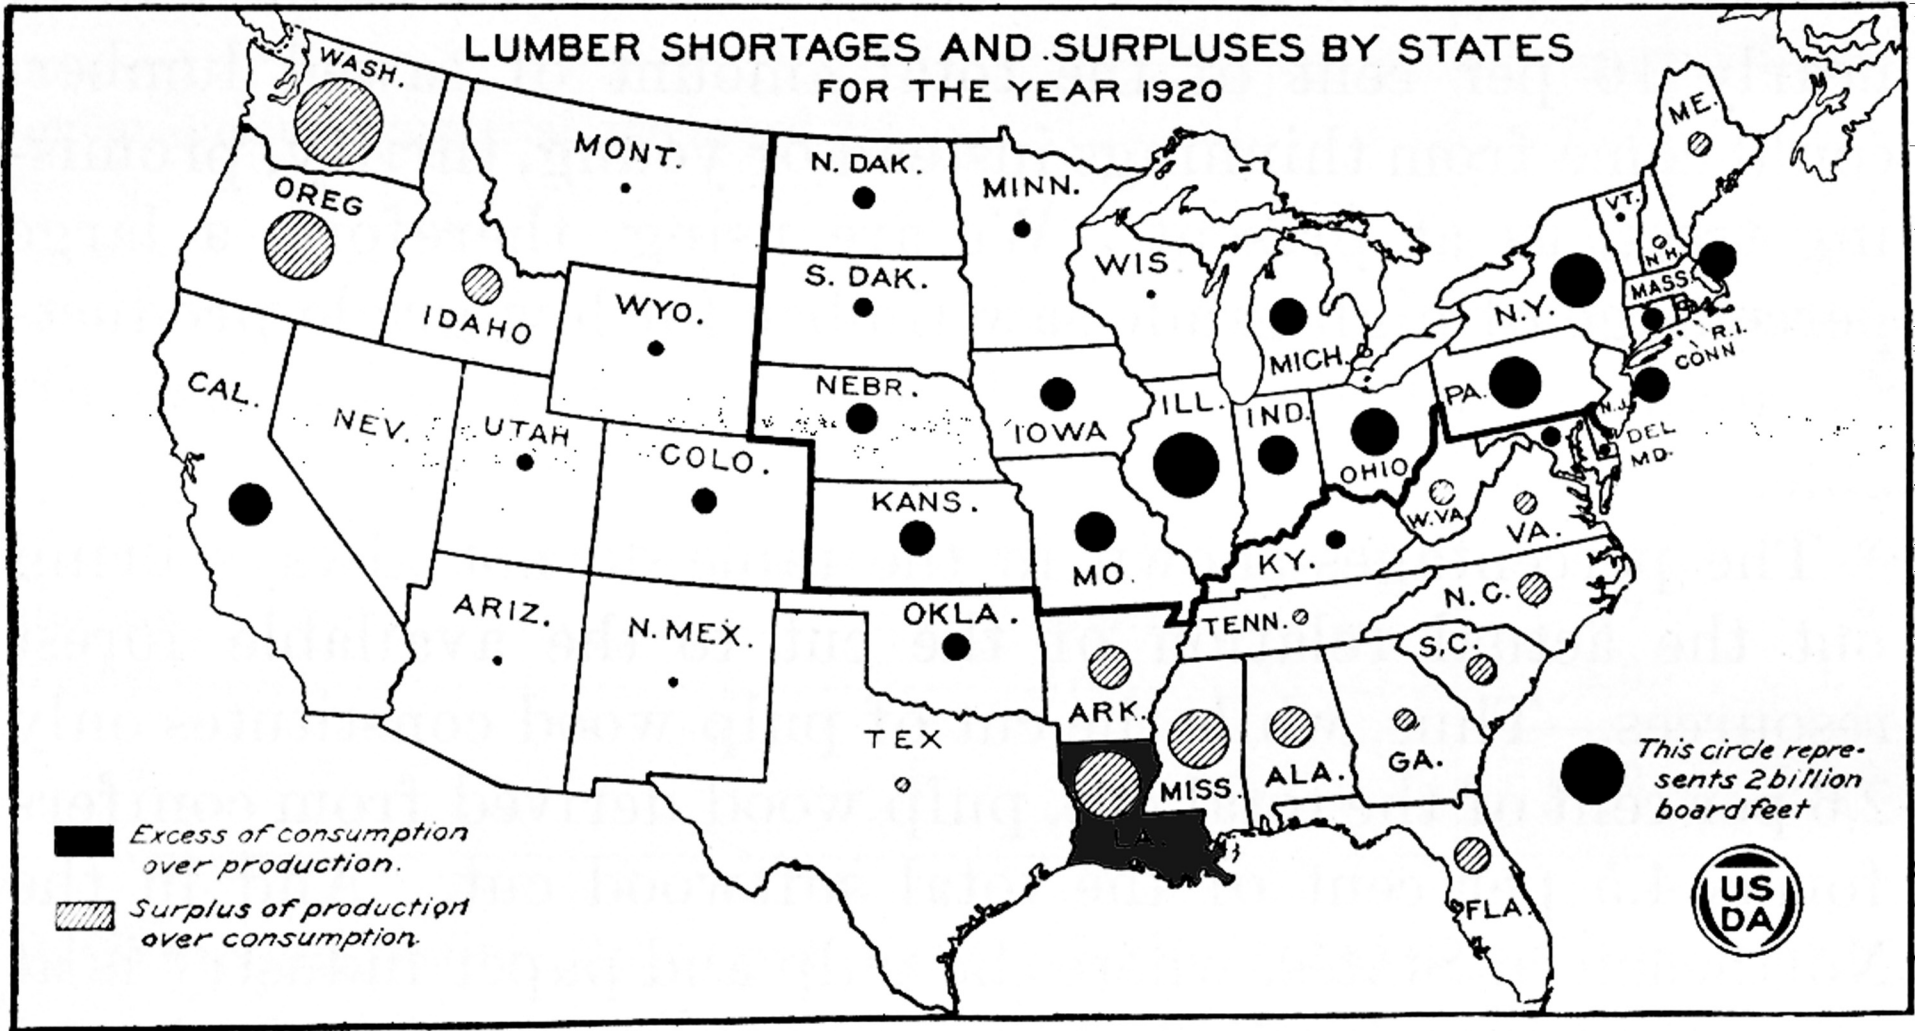 LUMBER SHORTAGES AND SURPLUSES BY STATES
FOR THE YEAR 1920
WASH.
OREG
IDAHO
MONT.
WYO.
CAL.
NEV.
UTAH
COLO.
ARIZ.
N. MEX.
N. DAK.
S. DAK.
NEBR.
KANS.
OKLA.
TEX
MINN.
IOWA
MO.
ARK.
LA.
WIS
ILL.
MICH.
IND.
OHIO
KY.
TENN.
MISS.
ALA.
GA.
FLA.
S.C.
N. C.
VA.
W.VA.
PA.
N.Y.
VT.
N.H.
ME.
MASS.
R.I.
CONN
N.J.
DEL
MD.
This circle repre-
sents 2 billion
board feet
Excess of consumption
over production.
Surplus of production
over consumption.
US
DA